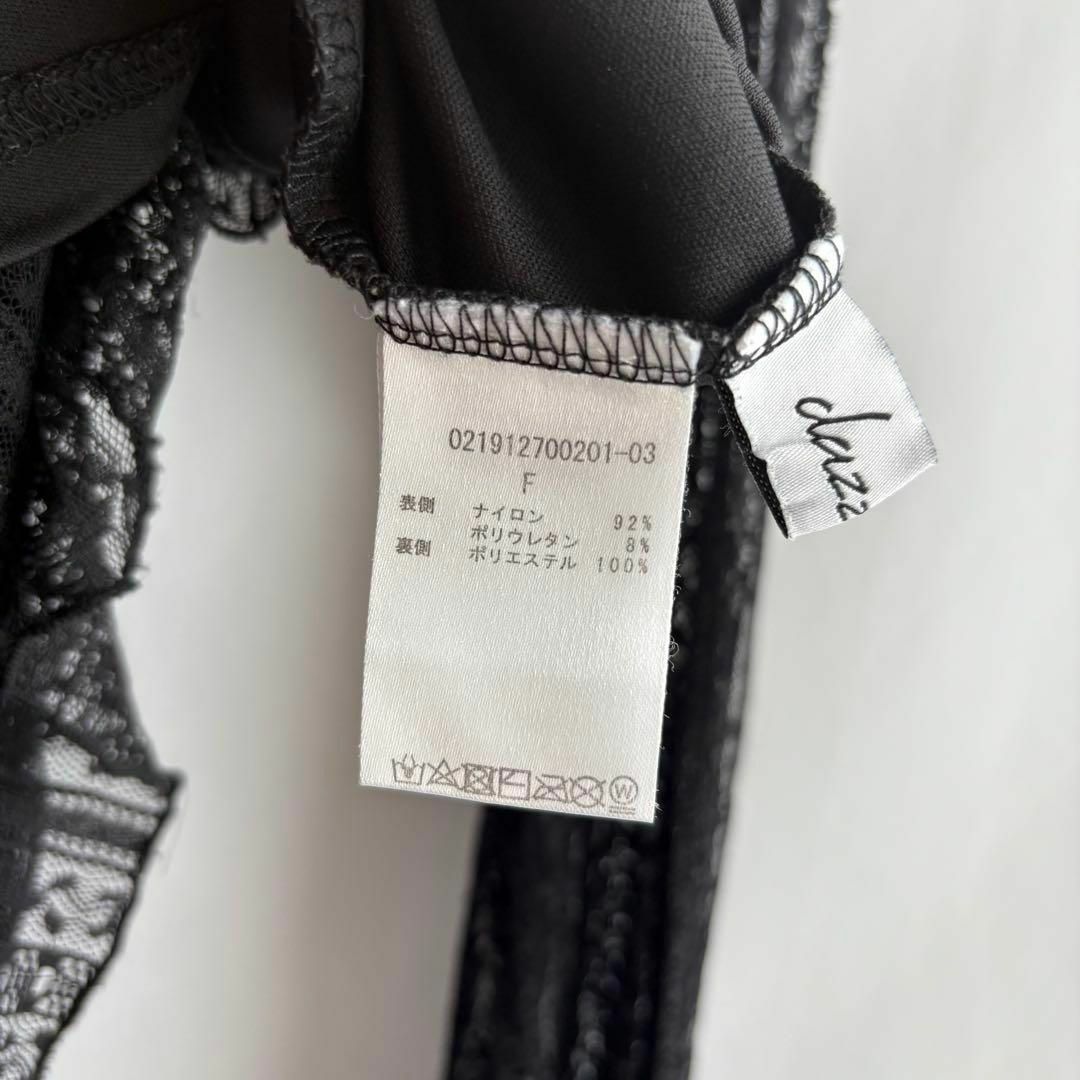 021912700201-03
F
表側 ナイロン 92%
ポリウレタン 8%
裏側 ポリエステル 100%
W
dazz